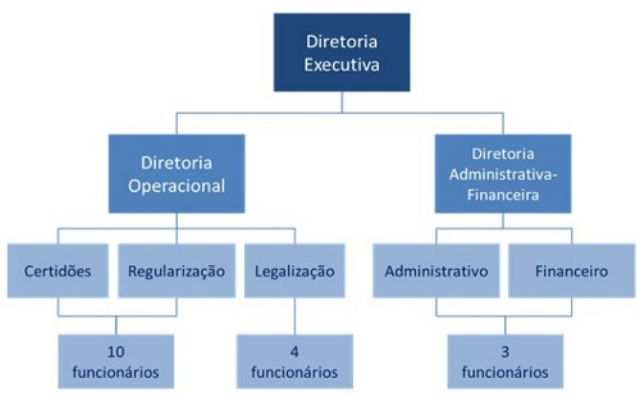 Diretoria
Executiva
Diretoria
Operacional
Diretoria
Administrativa-
Financeira
Certidões
Regularização
Legalização
Administrativo
Financeiro
10
funcionários
4
funcionários
3
funcionários